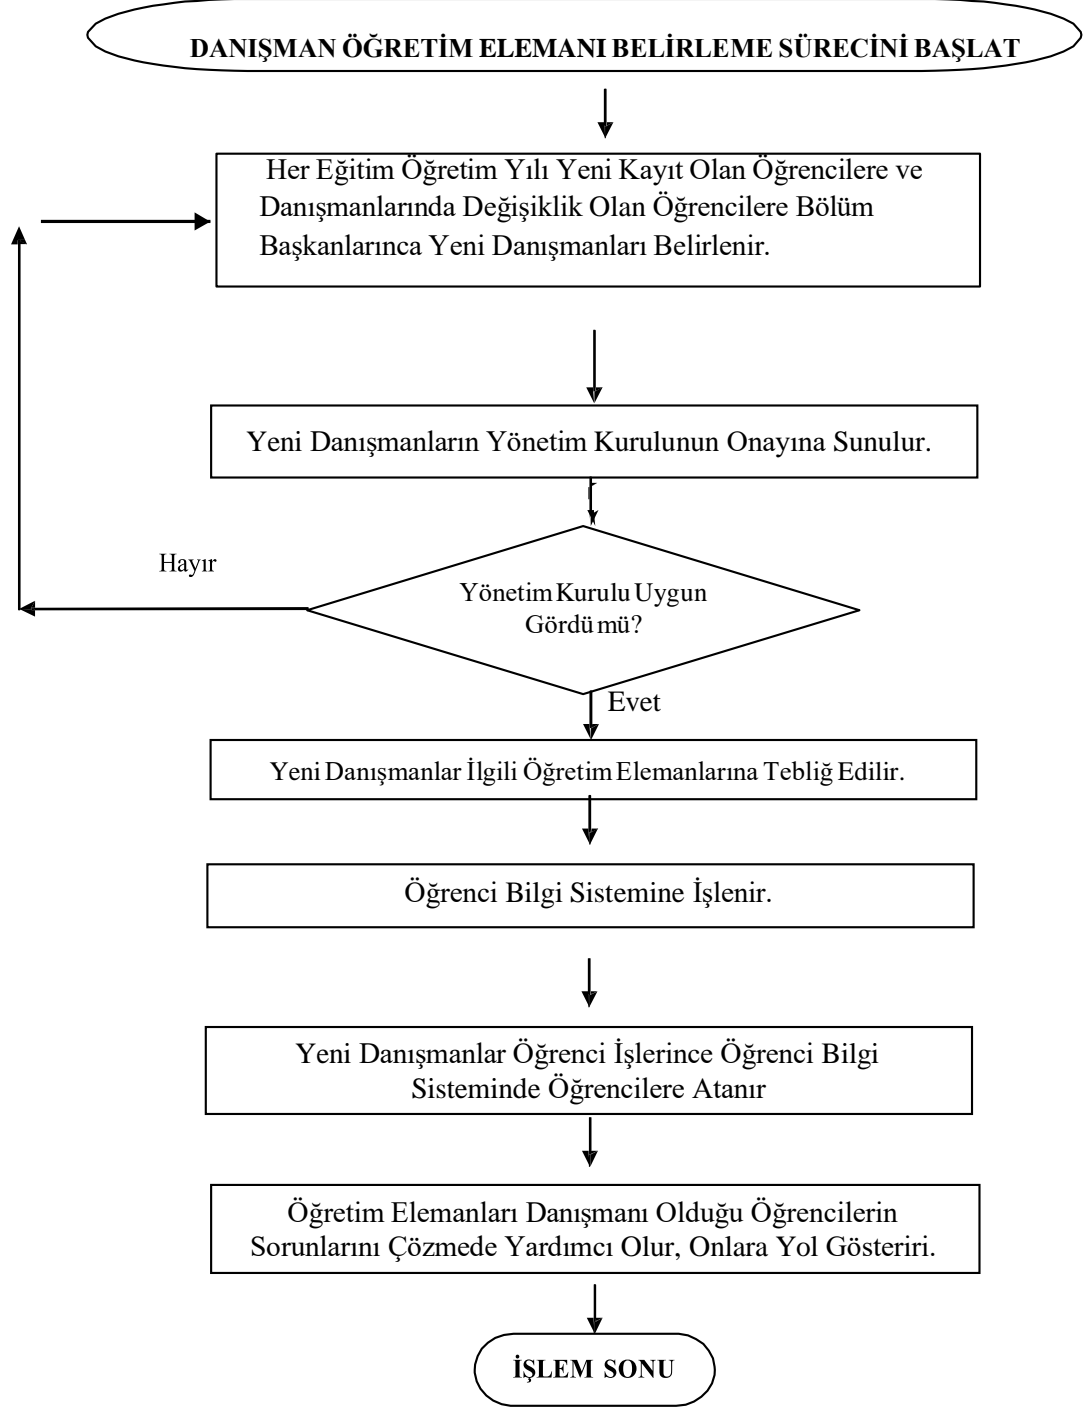 DANIŞMAN ÖĞRETİM ELEMANI BELİRLEME SÜRECİNİ BAŞLAT
Her Eğitim Öğretim Yılı Yeni Kayıt Olan Öğrencilere ve
Danışmanlarında Değişiklik Olan Öğrencilere Bölüm
Başkanlarınca Yeni Danışmanları Belirlenir.
Yeni Danışmanların Yönetim Kurulunun Onayına Sunulur.
Hayır
Yönetim Kurulu Uygun
Gördü mü?
Evet
Yeni Danışmanlar İlgili Öğretim Elemanlarına Tebliğ Edilir.
Öğrenci Bilgi Sistemine İşlenir.
Yeni Danışmanlar Öğrenci İşlerince Öğrenci Bilgi
Sisteminde Öğrencilere Atanır
Öğretim Elemanları Danışmanı Olduğu Öğrencilerin
Sorunlarını Çözmede Yardımcı Olur, Onlara Yol Gösteriri.
İŞLEM SONU